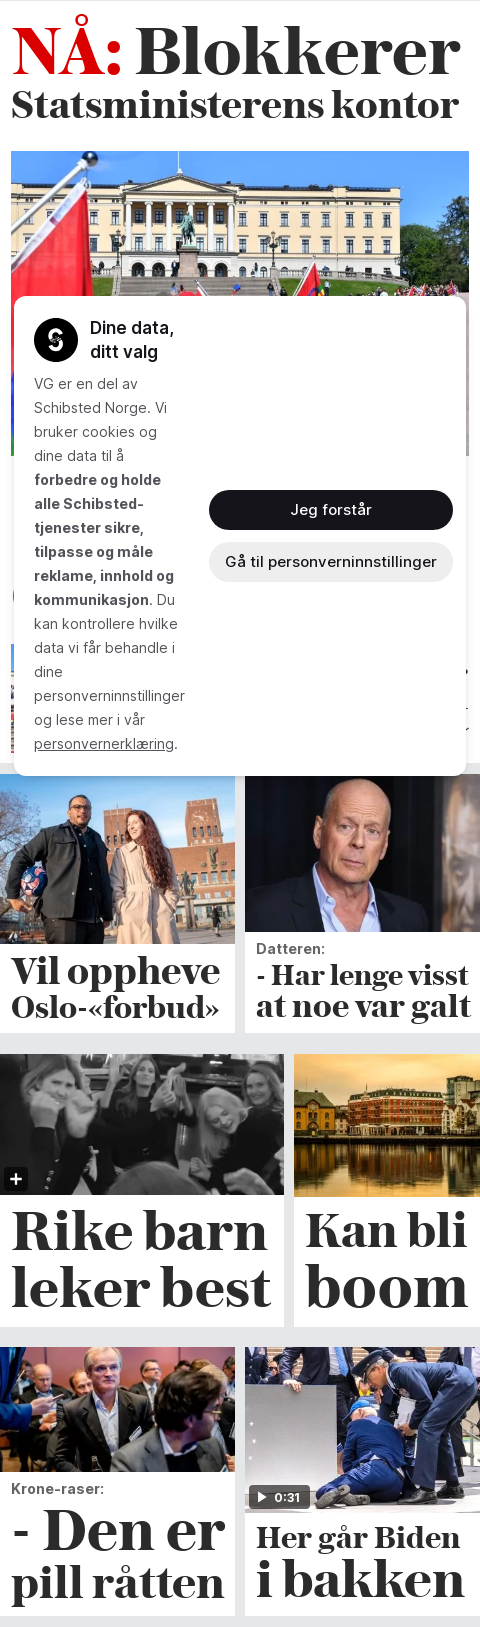 NÅ: Blokkerer
Statsministerens kontor
Dine data,
ditt valg
VG er en del av
Schibsted Norge. Vi
bruker cookies og
dine data til å
forbedre og holde
alle Schibsted-
tjenester sikre,
tilpasse og måle
reklame, innhold og
kommunikasjon. Du
kan kontrollere hvilke
data vi får behandle i
dine
personverninnstillinger
og lese mer i vår
personvernerklæring.
Jeg forstår
Gå til personverninnstillinger
Vil oppheve
Oslo-«forbud»
Datteren:
- Har lenge visst
at noe var galt
Rike barn
leker best
Kan bli
boom
Krone-raser:
- Den er
pill råtten
0:31
Her går Biden
i bakken